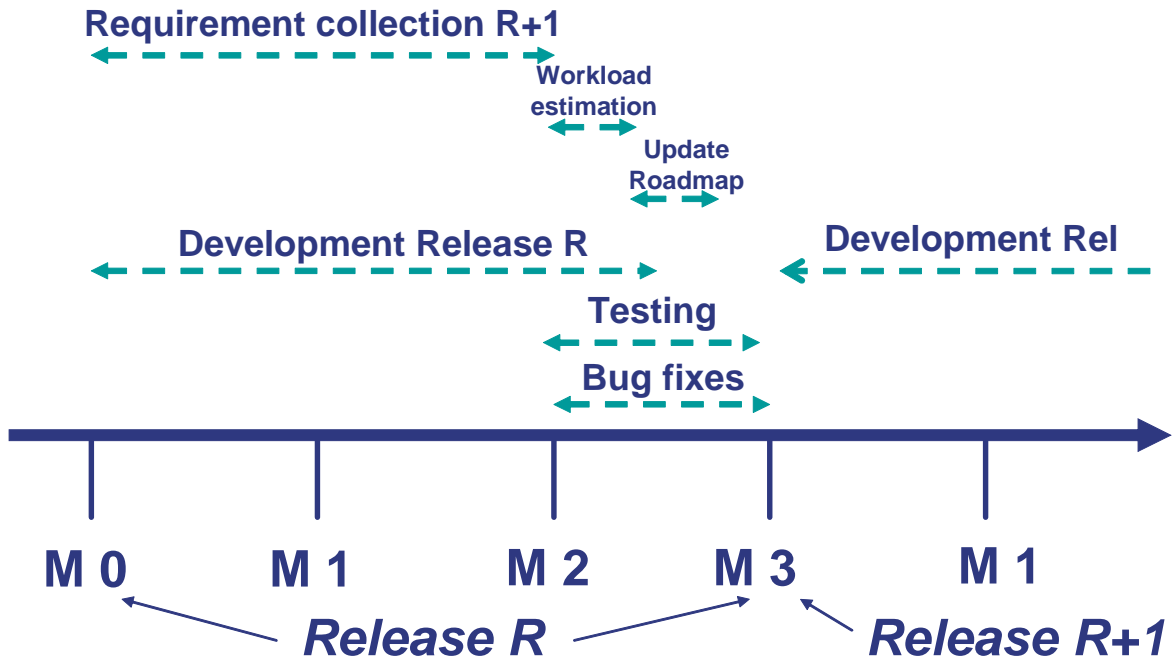 Requirement collection R+1
Workload
estimation
Update
Roadmap
Development Release R
Development Rel
Testing
Bug fixes
M 0
M 1
M 2
M 3
M 1
Release R
Release R+1